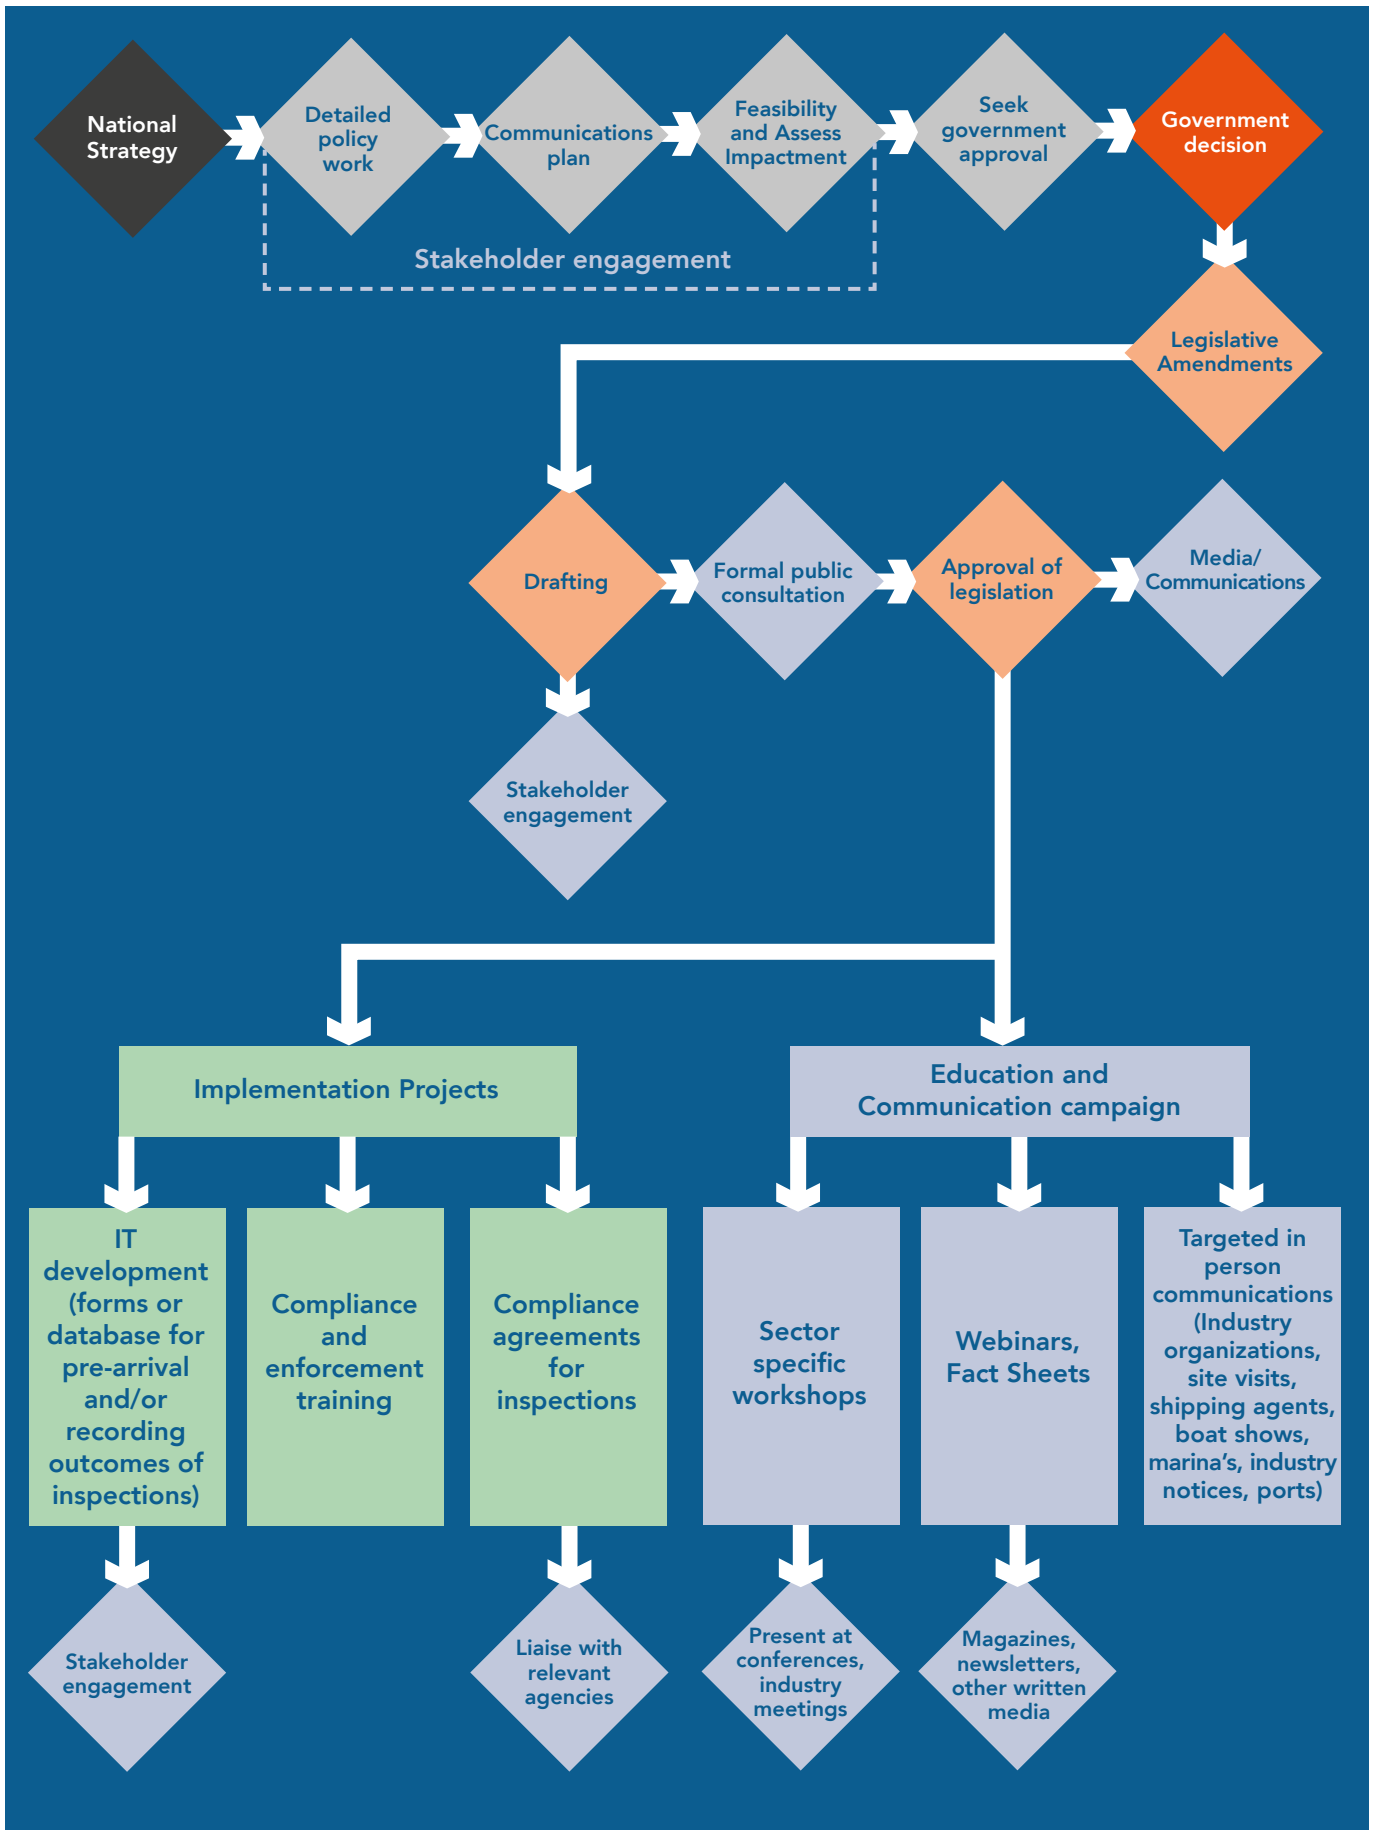 National
Strategy
Detailed
policy
work
Communications
plan
Feasibility
and Assess
Impactment
Seek
government
approval
Government
decision
Stakeholder engagement
Legislative
Amendments
Drafting
Formal public
consultation
Approval of
legislation
Media/
Communications
Stakeholder
engagement
Implementation Projects
Education and
Communication campaign
IT
development
(forms or
database for
pre-arrival
and/or
recording
outcomes of
inspections)
Compliance
and
enforcement
training
Compliance
agreements
for
inspections
Sector
specific
workshops
Webinars,
Fact Sheets
Targeted in
person
communications
(Industry
organizations,
site visits,
shipping agents,
boat shows,
marina’s, industry
notices, ports)
Stakeholder
engagement
Liaise with
relevant
agencies
Present at
conferences,
industry
meetings
Magazines,
newsletters,
other written
media